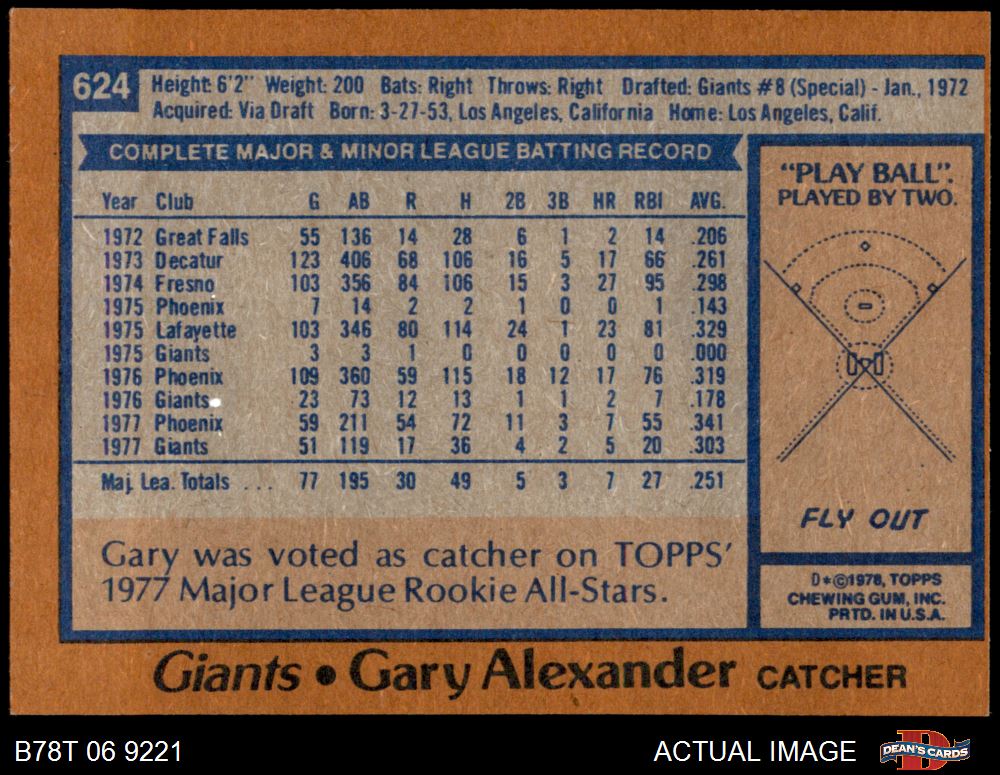 624
Height: 6'2" Weight: 200 Bats: Right Throws: Right Drafted: Giants #8 (Special) - Jan., 1972
Acquired: Via Draft Born: 3-27-53, Los Angeles, California Home: Los Angeles, Calif.
COMPLETE MAJOR & MINOR LEAGUE BATTING RECORD
Year Club G AB R H 2B 3B HR RBI AVG.
1972 Great Falls 55 136 14 28 6 1 2 14 .206
1973 Decatur 123 406 68 106 16 5 17 66 .261
1974 Fresno 103 356 84 106 15 3 27 95 .298
1975 Phoenix 7 14 2 2 1 0 0 1 .143
1975 Lafayette 103 346 80 114 24 1 23 81 .329
1975 Giants 3 3 1 0 0 0 0 0 .000
1976 Phoenix 109 360 59 115 18 12 17 76 .319
1976 Giants 23 73 12 13 1 1 2 7 .178
1977 Phoenix 59 211 54 72 11 3 7 55 .341
1977 Giants 51 119 17 36 4 2 5 20 .303
Maj. Lea. Totals ... 77 195 30 49 5 3 7 27 .251
Gary was voted as catcher on TOPPS'
1977 Major League Rookie All-Stars.
"PLAY BALL".
PLAYED BY TWO.
FLY OUT
D*©1978, TOPPS
CHEWING GUM, INC.
PRTD. IN U.S.A.
Giants • Gary Alexander CATCHER
B78T 06 9221
ACTUAL IMAGE
D
DEAN'S CARDS